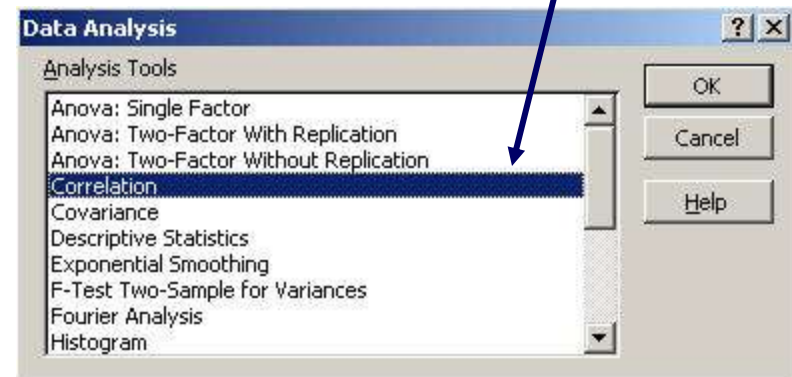 Data Analysis
Analysis Tools
Anova: Single Factor
Anova: Two-Factor With Replication
Anova: Two-Factor Without Replication
Correlation
Covariance
Descriptive Statistics
Exponential Smoothing
F-Test Two-Sample for Variances
Fourier Analysis
Histogram
OK
Cancel
Help